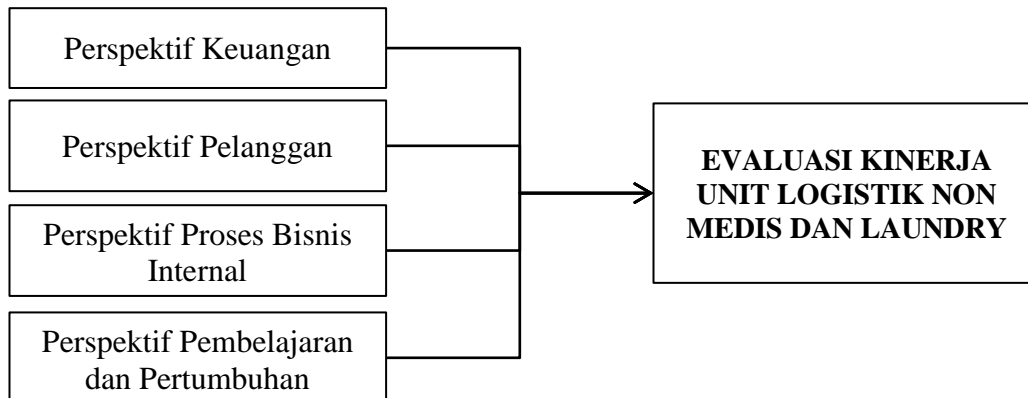 Perspektif Keuangan
Perspektif Pelanggan
Perspektif Proses Bisnis
Internal
Perspektif Pembelajaran
dan Pertumbuhan
EVALUASI KINERJA
UNIT LOGISTIK NON
MEDIS DAN LAUNDRY